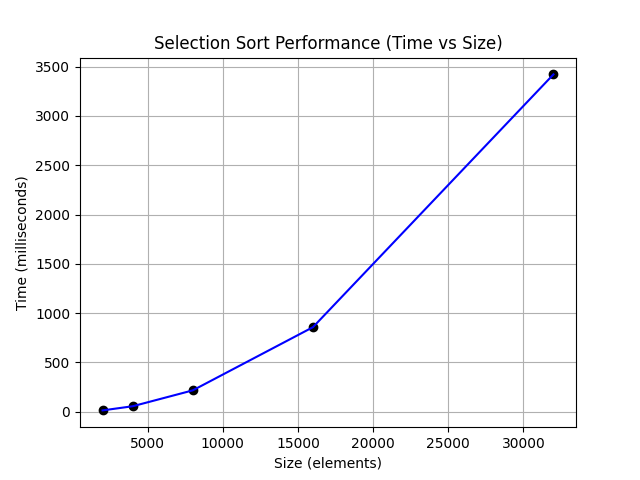 Selection Sort Performance (Time vs Size)
3500
3000
2500
2000
1500
1000
500
0
Time (milliseconds)
5000 10000 15000 20000 25000 30000
Size (elements)